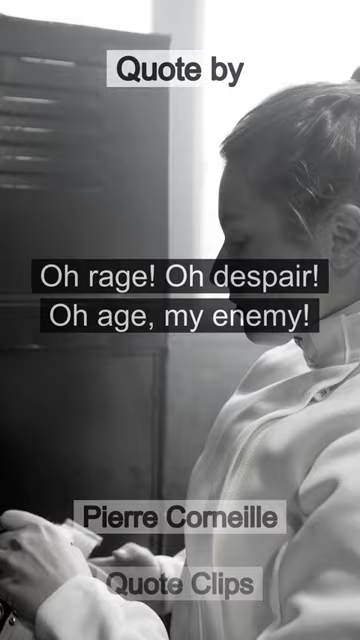 Quote by
Oh rage! Oh despair!
Oh age, my enemy!
Pierre Corneille
Quote Clips